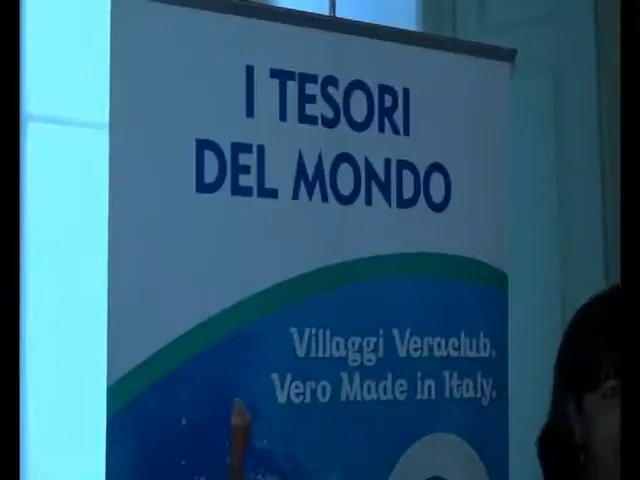 I TESORI
DEL MONDO
Villaggi Veraclub.
Vero Made in Italy.